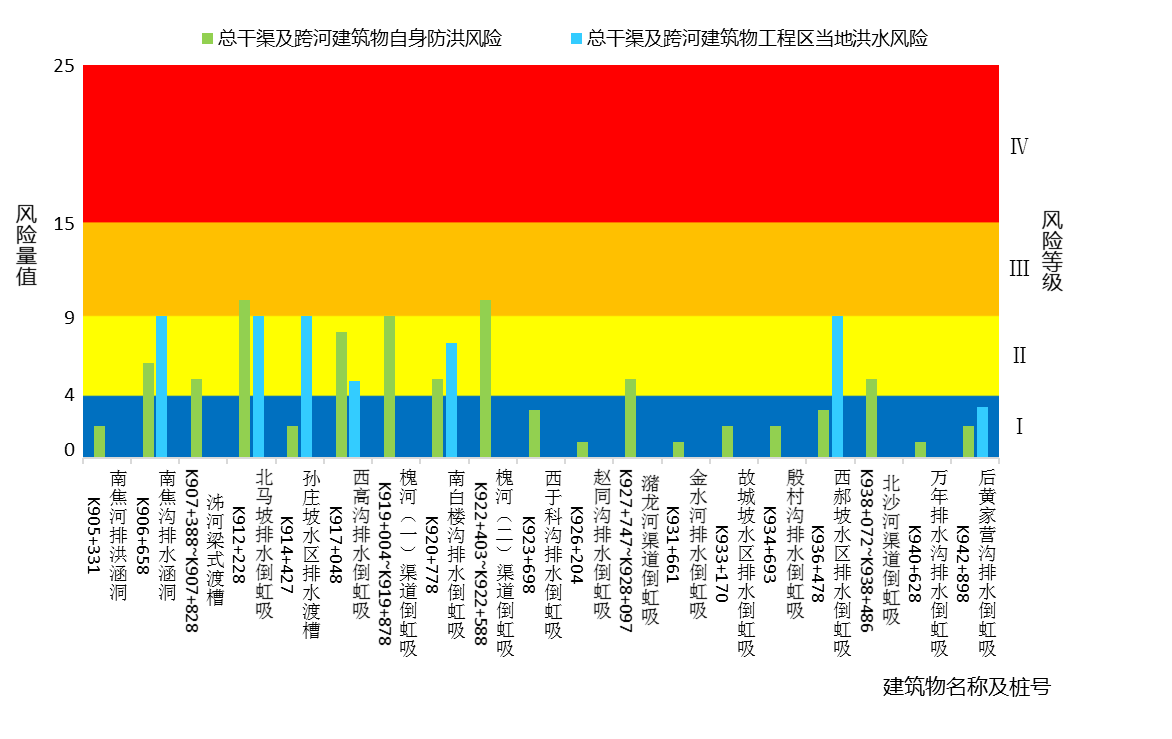 总干渠及跨河建筑物自身防洪风险
总干渠及跨河建筑物工程区当地洪水风险
25
15
9
4
0
风险量值
Ⅳ
Ⅲ
Ⅱ
Ⅰ
风险等级
南焦河排洪涵洞
K905+331
南焦沟排水涵洞
K906+658
泲河梁式渡槽
K907+388~K907+828
北马坡排水倒虹吸
K912+228
孙庄坡水区排水渡槽
K914+427
西高沟排水倒虹吸
K917+048
槐河（一）渠道倒虹吸
K919+004~K919+878
南白楼沟排水倒虹吸
K920+778
槐河（二）渠道倒虹吸
K922+403~K922+588
西干科沟排水倒虹吸
K923+698
赵同沟排水倒虹吸
K926+204
潴龙河渠道倒虹吸
K927+747~K928+097
金水河排水倒虹吸
K931+661
故城坡水区排水倒虹吸
K933+170
殷村沟排水倒虹吸
K934+693
西郝坡水区排水倒虹吸
K936+478
北沙河渠道倒虹吸
K938+072~K938+486
万年排水沟排水倒虹吸
K940+628
后黄家营沟排水倒虹吸
K942+898
建筑物名称及桩号